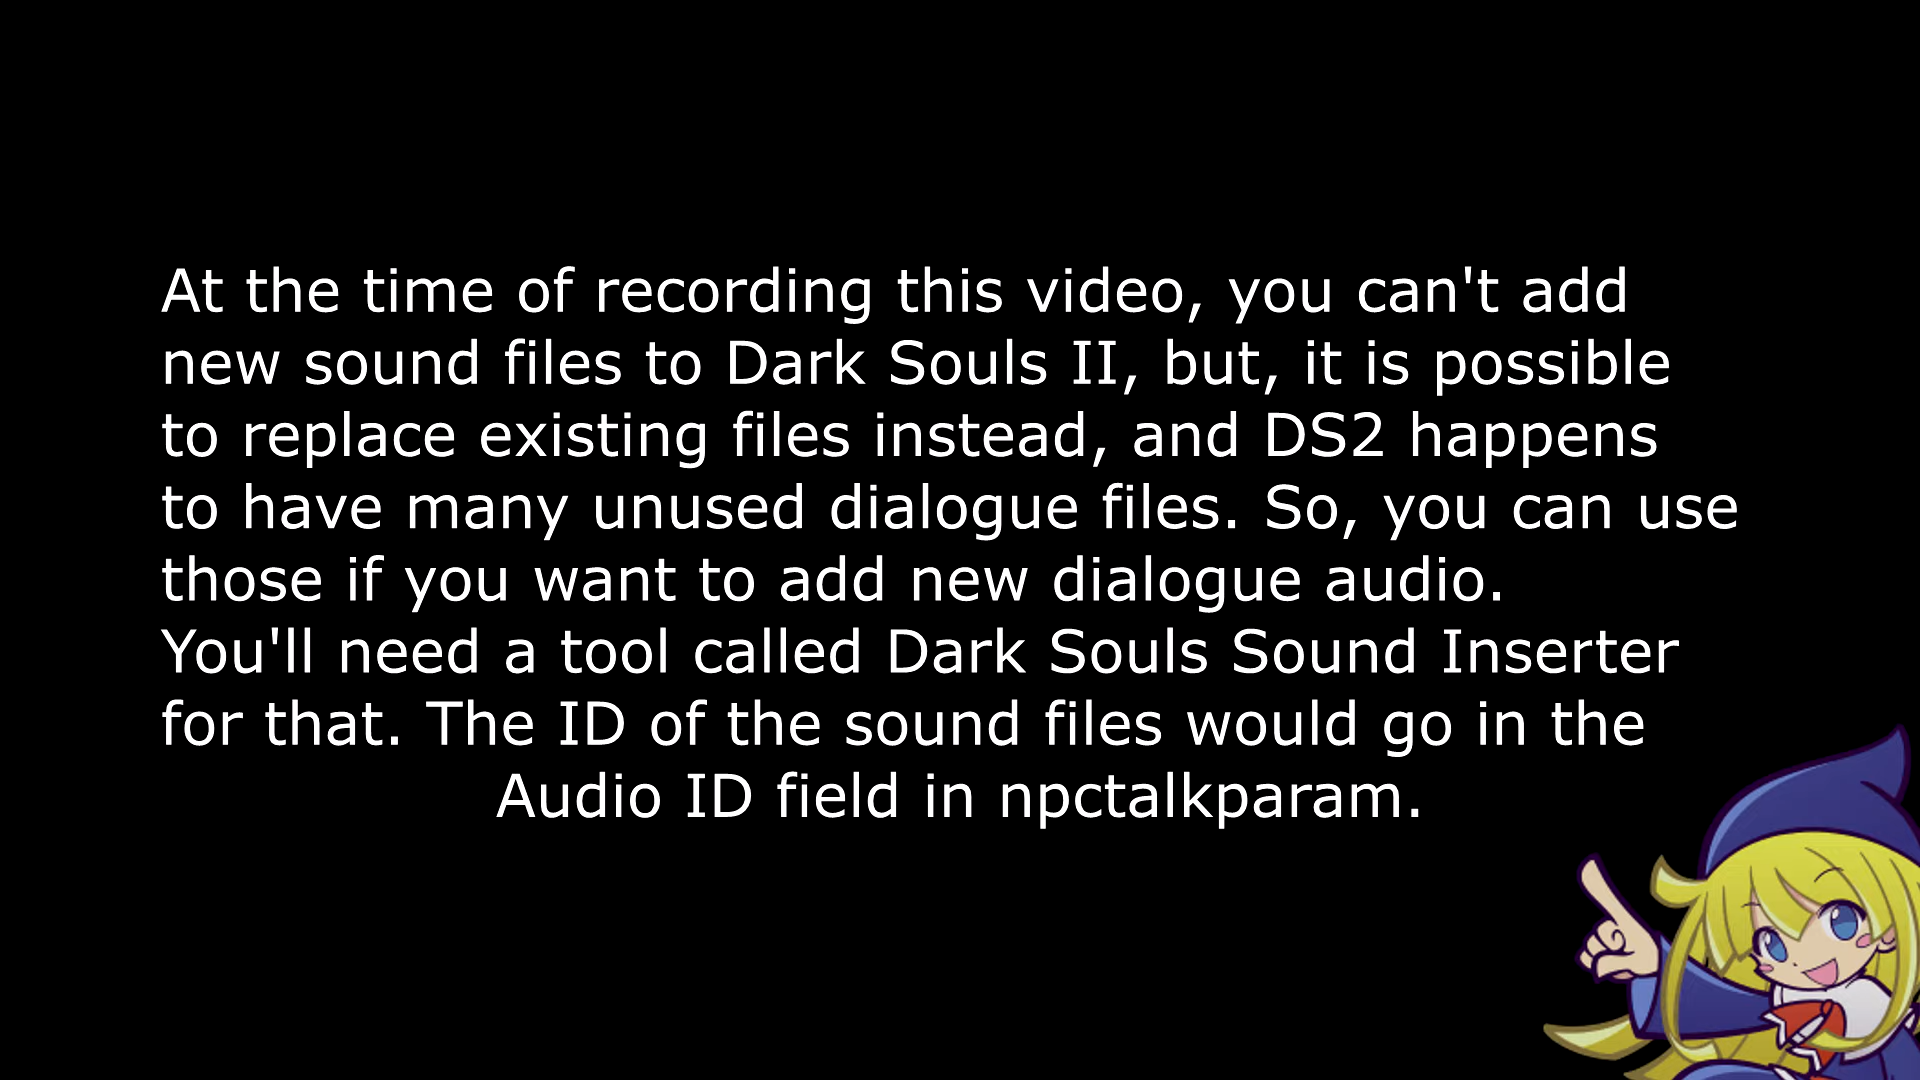 At the time of recording this video, you can't add
new sound files to Dark Souls II, but, it is possible
to replace existing files instead, and DS2 happens
to have many unused dialogue files. So, you can use
those if you want to add new dialogue audio.
You'll need a tool called Dark Souls Sound Inserter
for that. The ID of the sound files would go in the
Audio ID field in npctalkparam.